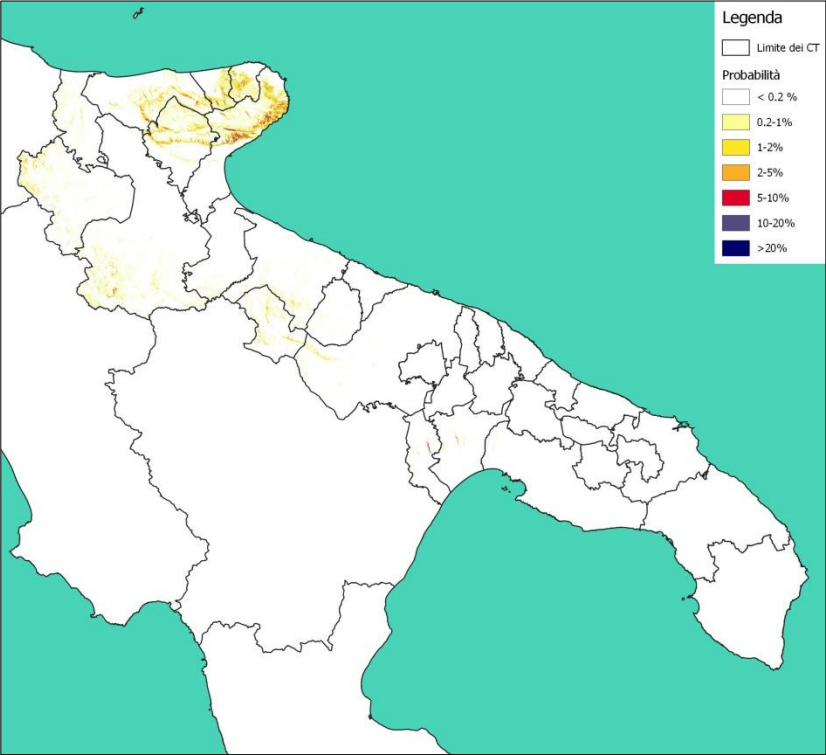 Legenda
Limite dei CT
Probabilità
< 0.2 %
0.2-1%
1-2%
2-5%
5-10%
10-20%
>20%